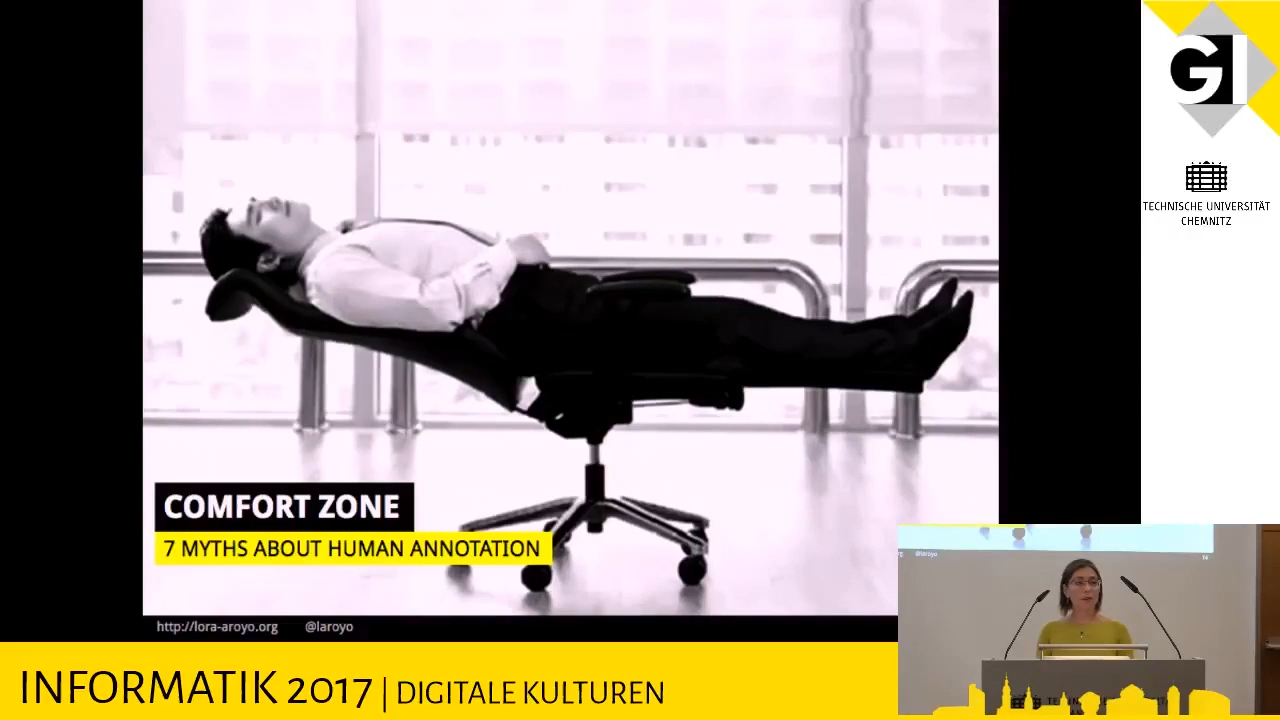 GI
TECHNISCHE UNIVERSITÄT
CHEMNITZ
COMFORT ZONE
7 MYTHS ABOUT HUMAN ANNOTATION
http://lora-aroyo.org @laroyo
@laroyo
INFORMATIK 2017 | DIGITALE KULTUREN